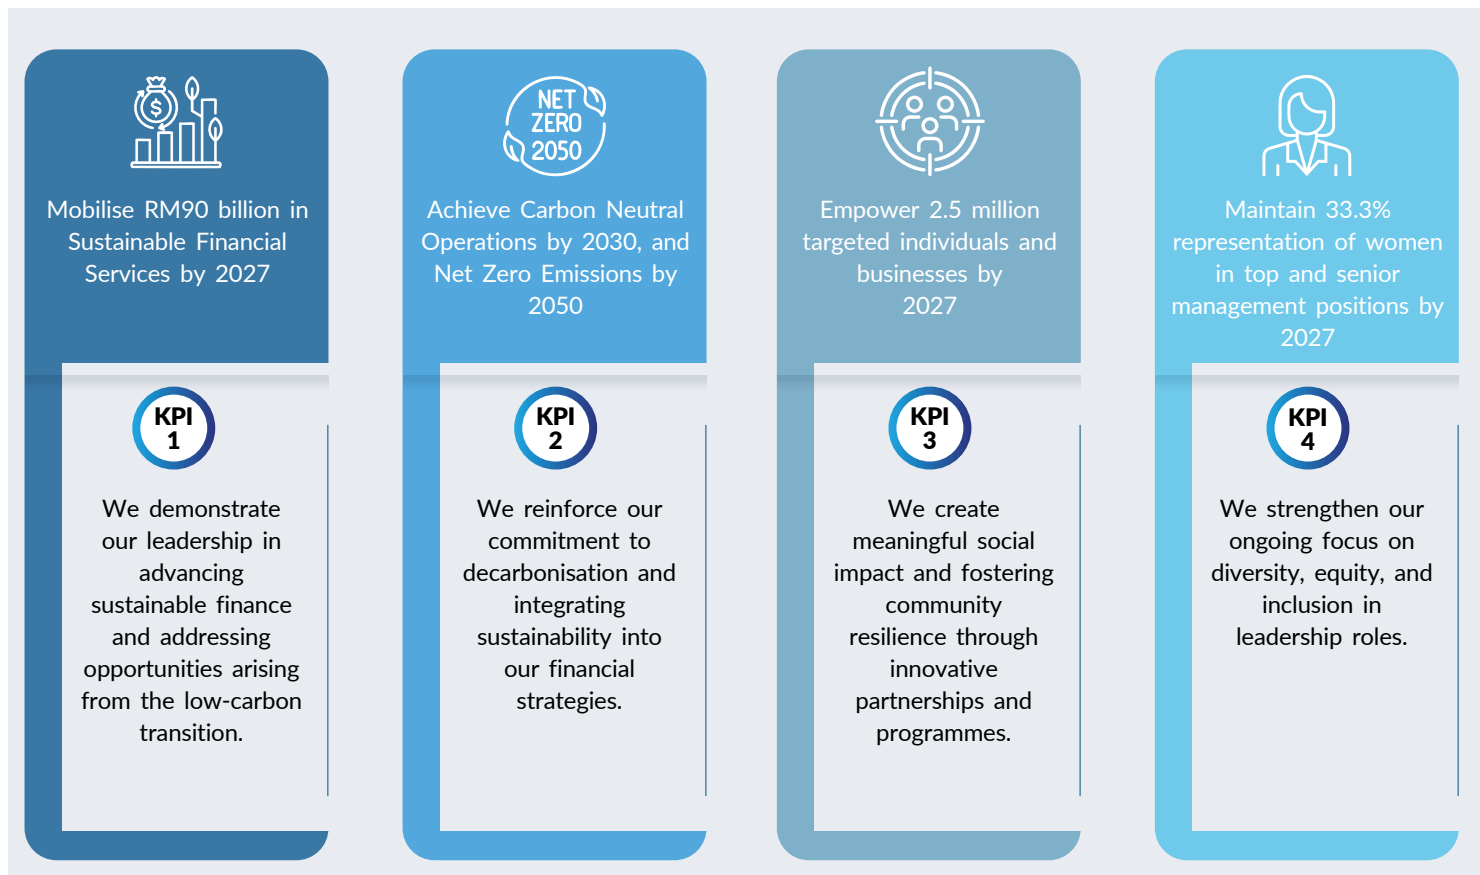 Mobilise RM90 billion in
Sustainable Financial
Services by 2027
KPI
1
We demonstrate
our leadership in
advancing
sustainable finance
and addressing
opportunities arising
from the low-carbon
transition.
NET
ZERO
2050
Achieve Carbon Neutral
Operations by 2030, and
Net Zero Emissions by
2050
KPI
2
We reinforce our
commitment to
decarbonisation and
integrating
sustainability into
our financial
strategies.
Empower 2.5 million
targeted individuals and
businesses by
2027
KPI
3
We create
meaningful social
impact and fostering
community
resilience through
innovative
partnerships and
programmes.
Maintain 33.3%
representation of women
in top and senior
management positions by
2027
KPI
4
We strengthen our
ongoing focus on
diversity, equity, and
inclusion in
leadership roles.